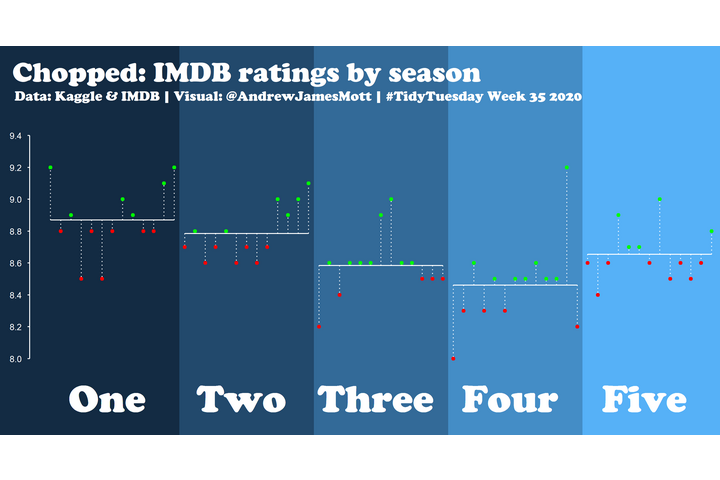 Chopped: IMDB ratings by season
Data: Kaggle & IMDB | Visual: @AndrewJamesMott | #TidyTuesday Week 35 2020
9.4
9.2
9.0
8.8
8.6
8.4
8.2
8.0
One Two Three Four Five